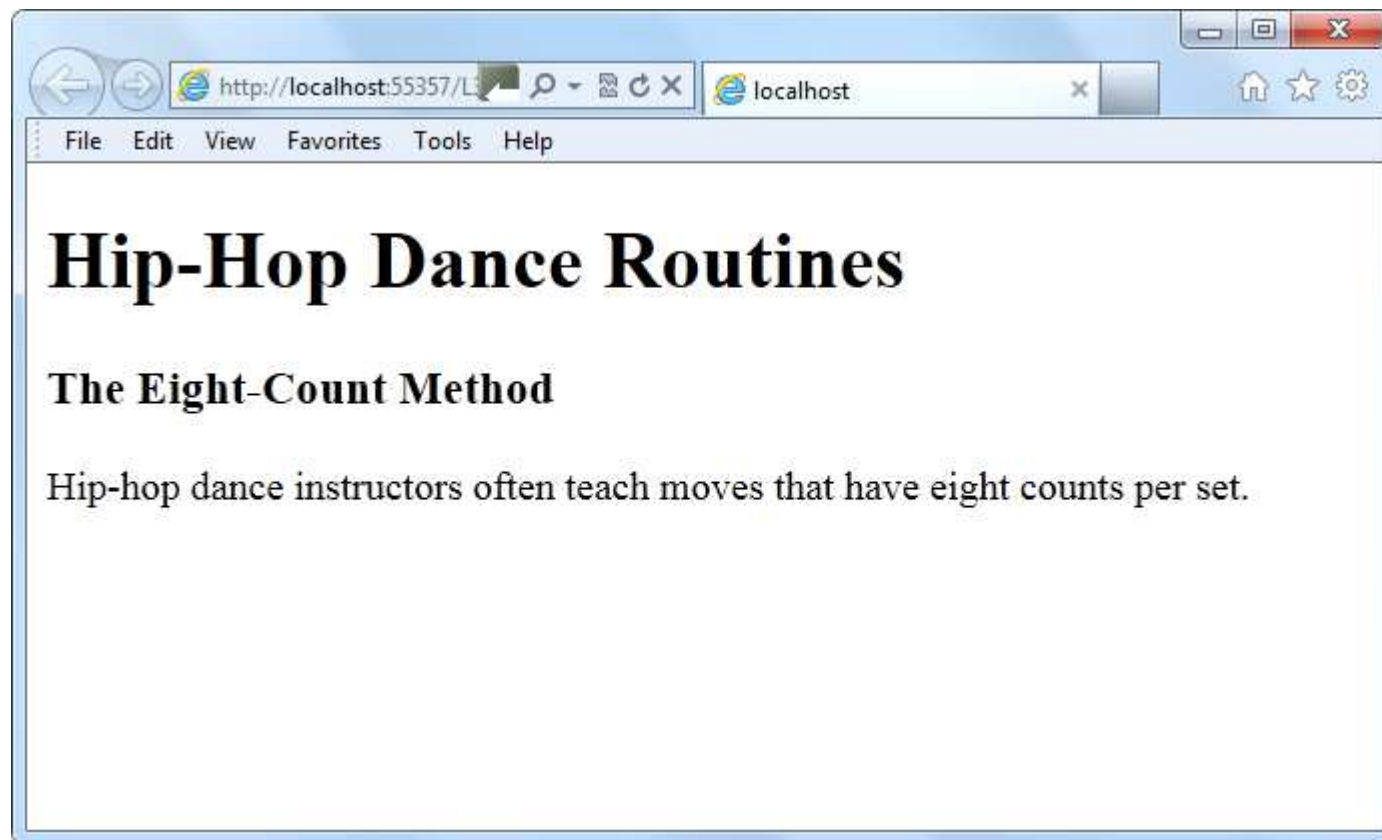 http://localhost:55357/L
localhost
File Edit View Favorites Tools Help
Hip-Hop Dance Routines
The Eight-Count Method
Hip-hop dance instructors often teach moves that have eight counts per set.